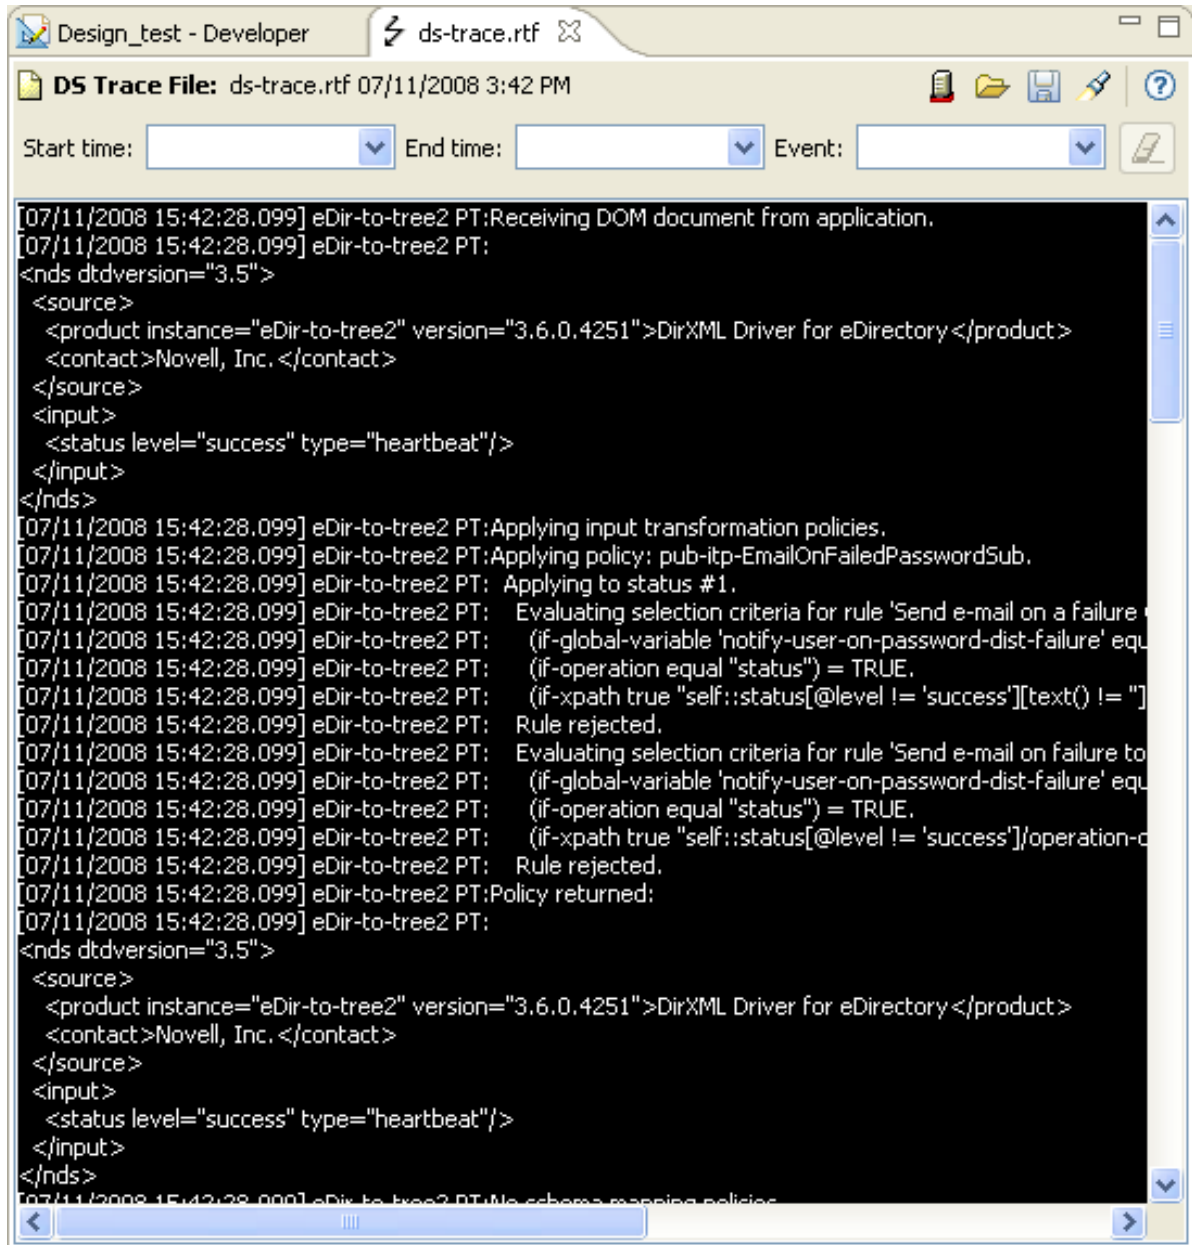 Design_test - Developer
ds-trace.rtf
DS Trace File: ds-trace.rtf 07/11/2008 3:42 PM
Start time: End time: Event:
[07/11/2008 15:42:28.099] eDir-to-tree2 PT:Receiving DOM document from application.
[07/11/2008 15:42:28.099] eDir-to-tree2 PT:
<nds dtdversion="3.5">
<source>
<product instance="eDir-to-tree2" version="3.6.0.4251">DirXML Driver for eDirectory</product>
<contact>Novell, Inc.</contact>
</source>
<input>
<status level="success" type="heartbeat"/>
</input>
</nds>
[07/11/2008 15:42:28.099] eDir-to-tree2 PT:Applying input transformation policies.
[07/11/2008 15:42:28.099] eDir-to-tree2 PT:Applying policy: pub-itp-EmailOnFailedPasswordSub.
[07/11/2008 15:42:28.099] eDir-to-tree2 PT: Applying to status #1.
[07/11/2008 15:42:28.099] eDir-to-tree2 PT: Evaluating selection criteria for rule 'Send e-mail on a failure
[07/11/2008 15:42:28.099] eDir-to-tree2 PT: (if-global-variable 'notify-user-on-password-dist-failure' equ
[07/11/2008 15:42:28.099] eDir-to-tree2 PT: (if-operation equal "status") = TRUE.
[07/11/2008 15:42:28.099] eDir-to-tree2 PT: (if-xpath true "self::status[@level != 'success'][text() != '']
[07/11/2008 15:42:28.099] eDir-to-tree2 PT: Rule rejected.
[07/11/2008 15:42:28.099] eDir-to-tree2 PT: Evaluating selection criteria for rule 'Send e-mail on failure to
[07/11/2008 15:42:28.099] eDir-to-tree2 PT: (if-global-variable 'notify-user-on-password-dist-failure' equ
[07/11/2008 15:42:28.099] eDir-to-tree2 PT: (if-operation equal "status") = TRUE.
[07/11/2008 15:42:28.099] eDir-to-tree2 PT: (if-xpath true "self::status[@level != 'success']/operation-
[07/11/2008 15:42:28.099] eDir-to-tree2 PT: Rule rejected.
[07/11/2008 15:42:28.099] eDir-to-tree2 PT:Policy returned:
[07/11/2008 15:42:28.099] eDir-to-tree2 PT:
<nds dtdversion="3.5">
<source>
<product instance="eDir-to-tree2" version="3.6.0.4251">DirXML Driver for eDirectory</product>
<contact>Novell, Inc.</contact>
</source>
<input>
<status level="success" type="heartbeat"/>
</input>
</nds>
[07/11/2008 15:42:28.099] eDir-to-tree2 PT:No schema mapping policies